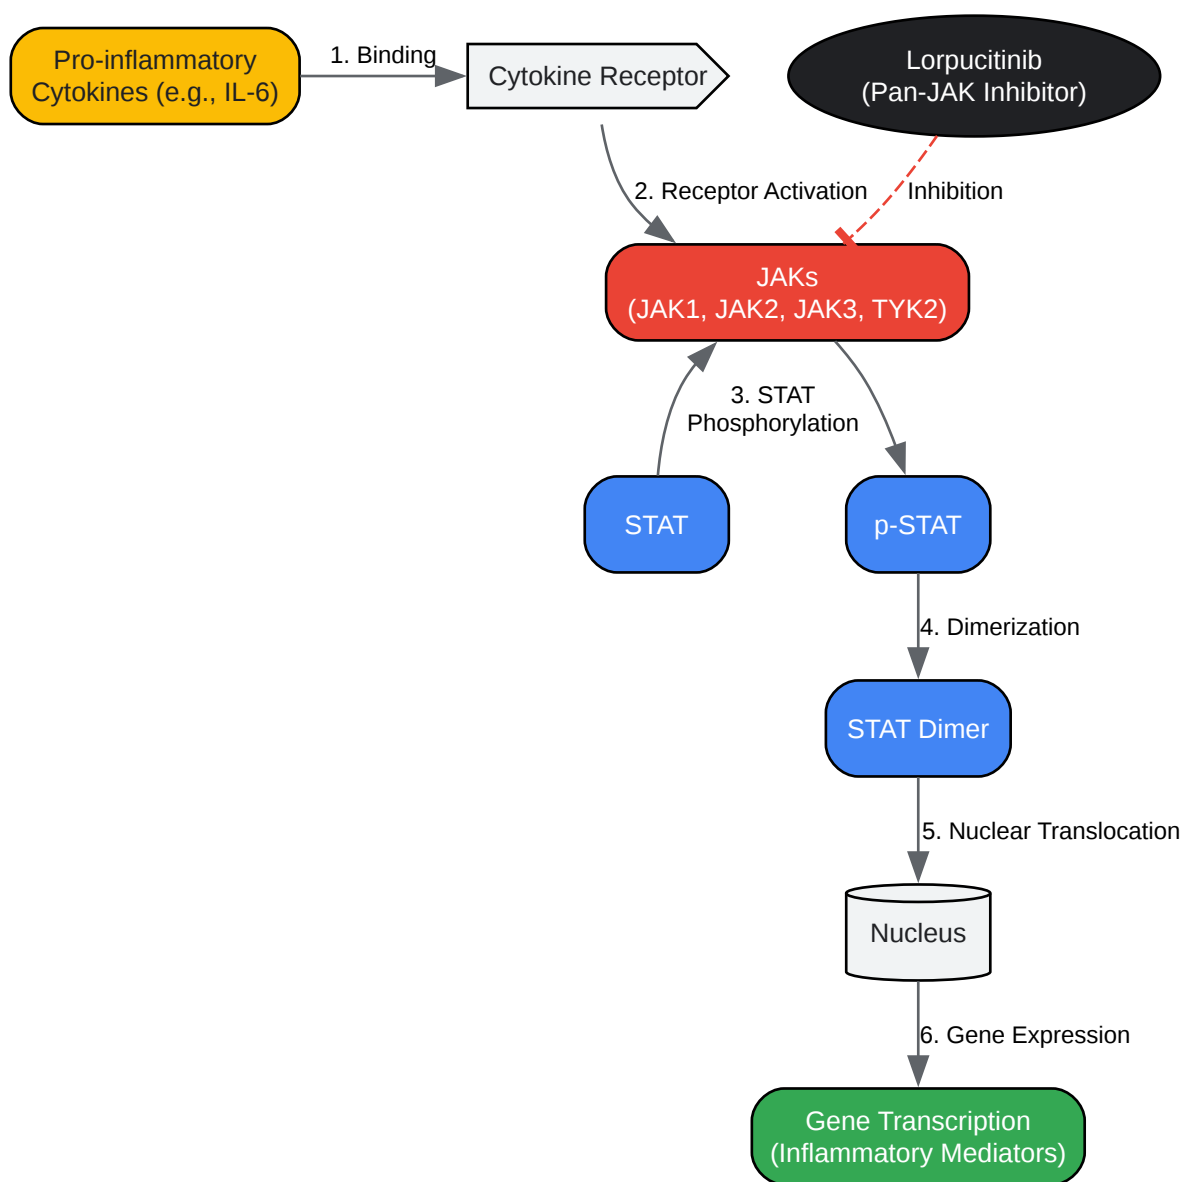 Pro-inflammatory
Cytokines (e.g., IL-6)
1. Binding
Cytokine Receptor
Lorpucitinib
(Pan-JAK Inhibitor)
2. Receptor Activation
Inhibition
JAKs
(JAK1, JAK2, JAK3, TYK2)
3. STAT
Phosphorylation
STAT
p-STAT
4. Dimerization
STAT Dimer
5. Nuclear Translocation
Nucleus
6. Gene Expression
Gene Transcription
(Inflammatory Mediators)